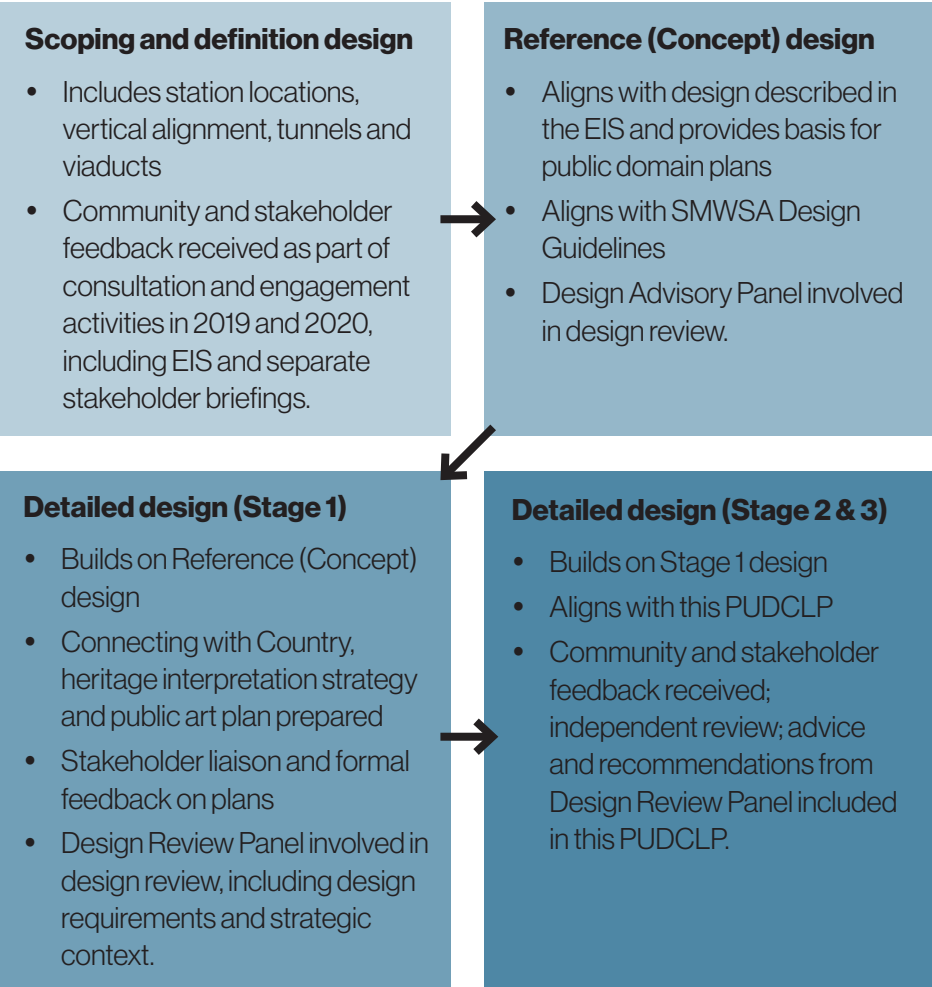 Scoping and definition design
• Includes station locations,
vertical alignment, tunnels and
viaducts
• Community and stakeholder
feedback received as part of
consultation and engagement
activities in 2019 and 2020,
including EIS and separate
stakeholder briefings.
Reference (Concept) design
• Aligns with design described in
the EIS and provides basis for
public domain plans
• Aligns with SMWSA Design
Guidelines
• Design Advisory Panel involved
in design review.
Detailed design (Stage 1)
• Builds on Reference (Concept)
design
• Connecting with Country,
heritage interpretation strategy
and public art plan prepared
• Stakeholder liaison and formal
feedback on plans
• Design Review Panel involved in
design review, including design
requirements and strategic
context.
Detailed design (Stage 2 & 3)
• Builds on Stage 1 design
• Aligns with this PUDCLP
• Community and stakeholder
feedback received;
independent review; advice
and recommendations from
Design Review Panel included
in this PUDCLP.